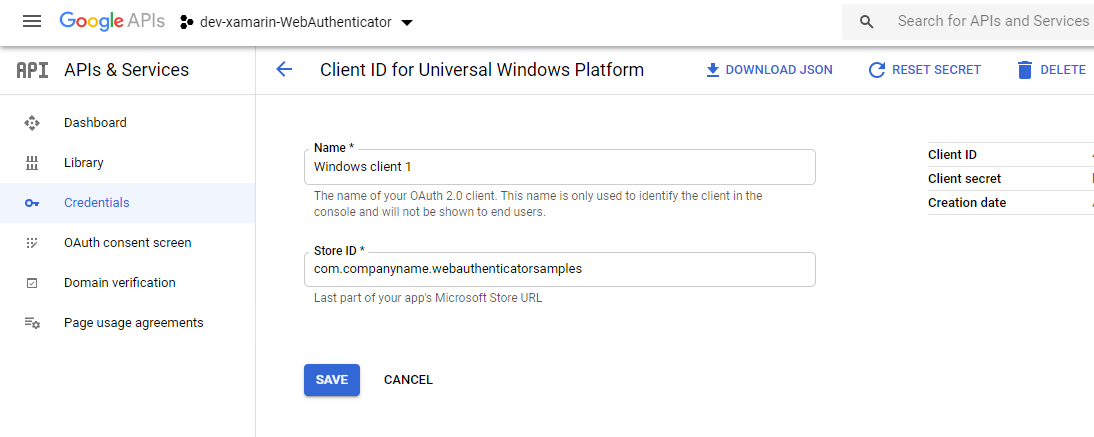 Google APIs
dev-xamarin-WebAuthenticator
Search for APIs and Services
API APIs & Services
Client ID for Universal Windows Platform
DOWNLOAD JSON
RESET SECRET
DELETE
Dashboard
Library
Credentials
OAuth consent screen
Domain verification
Page usage agreements
Name *
Windows client 1
The name of your OAuth 2.0 client. This name is only used to identify the client in the
console and will not be shown to end users.
Store ID *
com.companyname.webauthenticatorsamples
Last part of your app's Microsoft Store URL
SAVE
CANCEL
Client ID
Client secret
Creation date